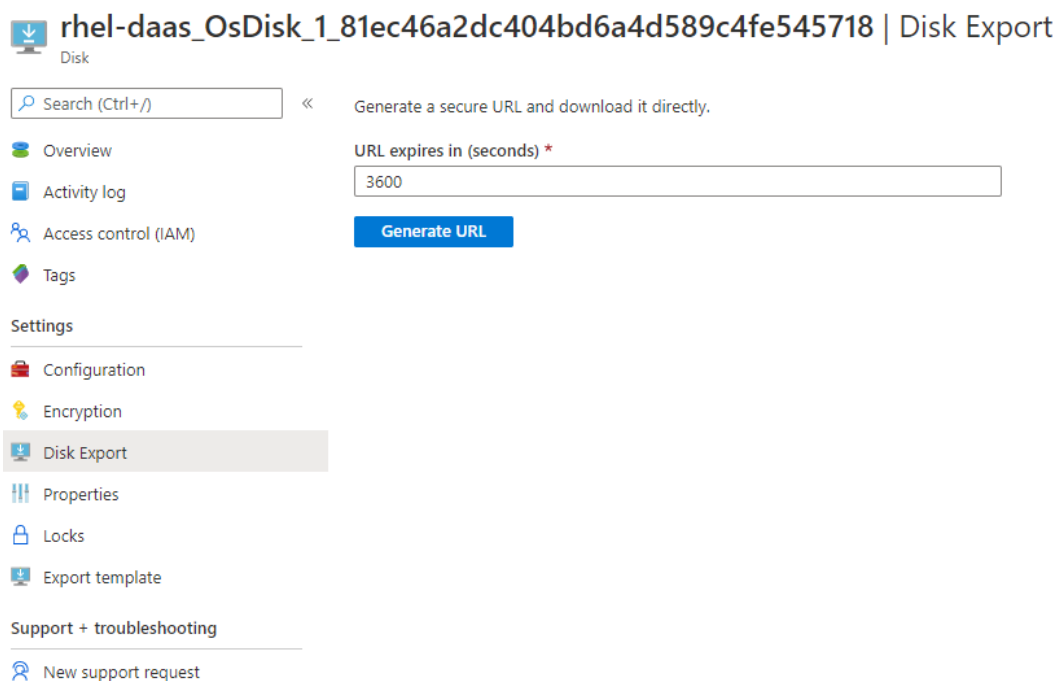 rhel-daas_OsDisk_1_81ec46a2dc404bd6a4d589c4fe545718 | Disk Export
Disk
Search (Ctrl+/)
«
Overview
Activity log
Access control (IAM)
Tags
Settings
Configuration
Encryption
Disk Export
Properties
Locks
Export template
Support + troubleshooting
New support request
Generate a secure URL and download it directly.
URL expires in (seconds) *
3600
Generate URL